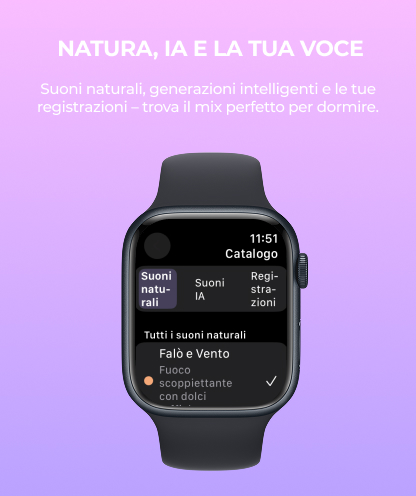 NATURA, IA E LA TUA VOCE
Suoni naturali, generazioni intelligenti e le tue
registrazioni – trova il mix perfetto per dormire.
11:51
Catalogo
Suoni
natu-
rali
Suoni
IA
Regi-
stra-
zioni
Tutti i suoni naturali
Falò e Vento
Fuoco
scoppiettante
con dolci